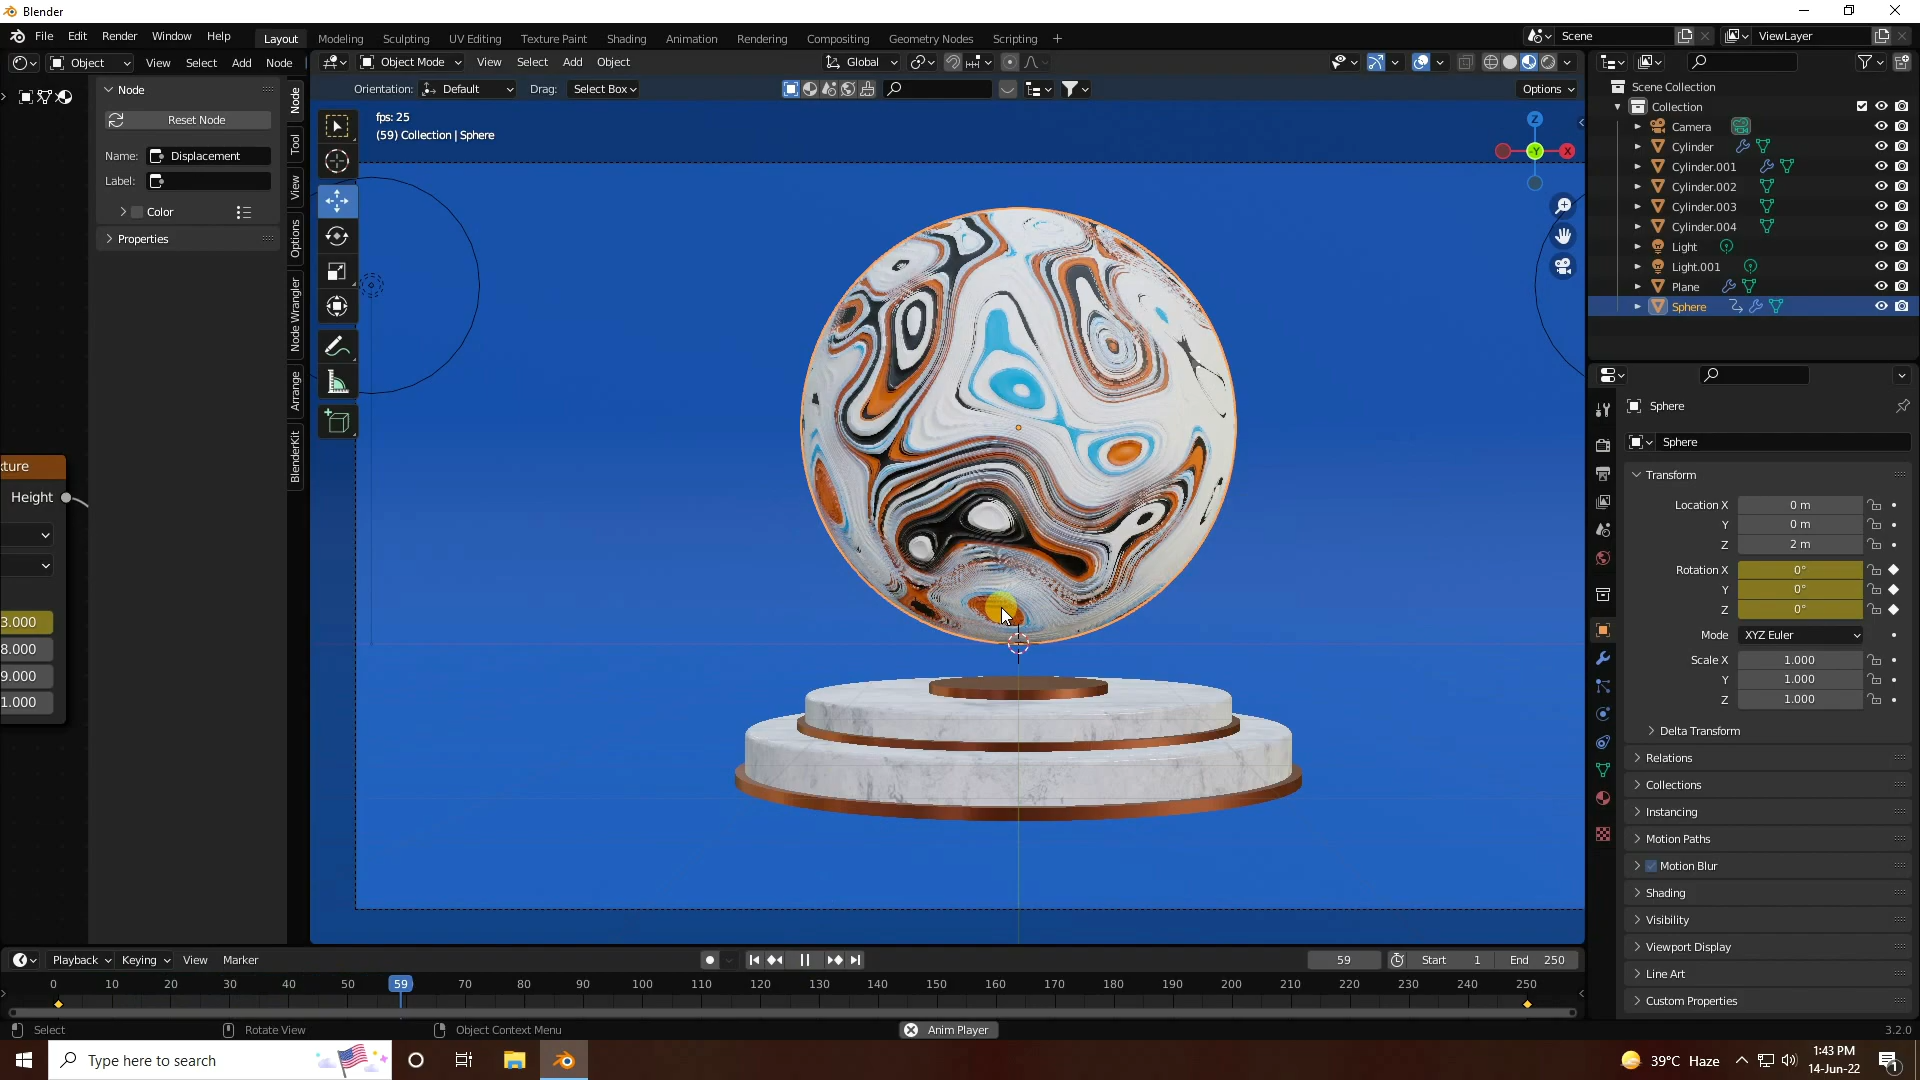 Blender
File Edit Render Window Help Layout Modeling Sculpting UV Editing Texture Paint Shading Animation Rendering Compositing Geometry Nodes Scripting + Scene ViewLayer
Object View Select Add Node Object Mode View Select Add Object Global
Orientation: Default Drag: Select Box Options
Node
Reset Node
Name: Displacement
Label:
Color
Properties
Node
Tool
View
Options
Node Wrangler
Arrange
BlenderKit
xture
Height
3.000
8.000
9.000
1.000
fps: 25
(59) Collection | Sphere
Z
-Y
X
Scene Collection
Collection
Camera
Cylinder
Cylinder.001
Cylinder.002
Cylinder.003
Cylinder.004
Light
Light.001
Plane
Sphere
Sphere
Sphere
Transform
Location X 0 m
Y 0 m
Z 2 m
Rotation X 0°
Y 0°
Z 0°
Mode XYZ Euler
Scale X 1.000
Y 1.000
Z 1.000
Delta Transform
Relations
Collections
Instancing
Motion Paths
Motion Blur
Shading
Visibility
Viewport Display
Line Art
Custom Properties
Playback Keying View Marker 59 Start 1 End 250
0 10 20 30 40 50 59 70 80 90 100 110 120 130 140 150 160 170 180 190 200 210 220 230 240 250
Select Rotate View Object Context Menu Anim Player 3.2.0
Type here to search 39°C Haze 1:43 PM
14-Jun-22 1